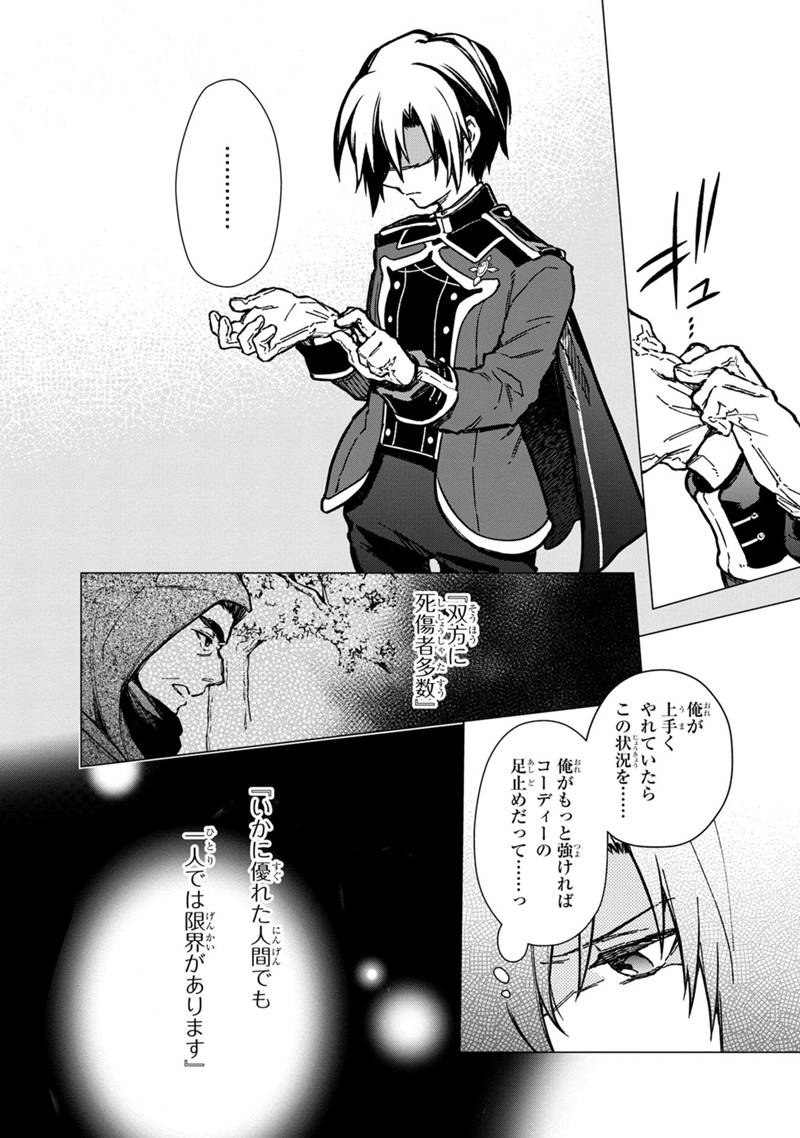 ギュ…
…………
俺が
上手く
やれていたら
この状況を……
俺がもっと強ければ
コーディーの
足止めだって……っ
『双方に
死傷者多数』
『いかに優れた人間でも
一人では限界があります』